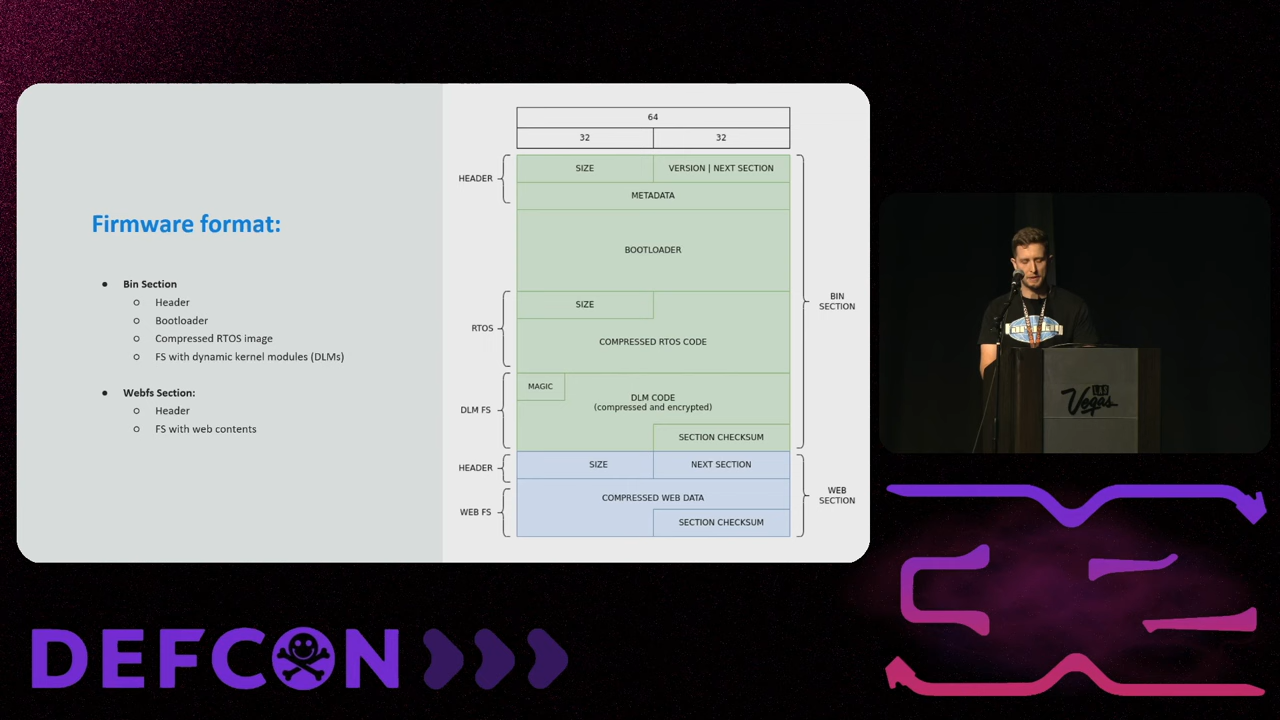 Firmware format:
● Bin Section
○ Header
○ Bootloader
○ Compressed RTOS image
○ FS with dynamic kernel modules (DLMs)
● Webfs Section:
○ Header
○ FS with web contents
64
32 32
HEADER
SIZE
VERSION | NEXT SECTION
METADATA
BOOTLOADER
BIN
SECTION
RTOS
SIZE
COMPRESSED RTOS CODE
DLM FS
MAGIC
DLM CODE
(compressed and encrypted)
SECTION CHECKSUM
HEADER
SIZE
NEXT SECTION
WEB FS
COMPRESSED WEB DATA
SECTION CHECKSUM
WEB
SECTION
LAS
Vegas
DEFCON